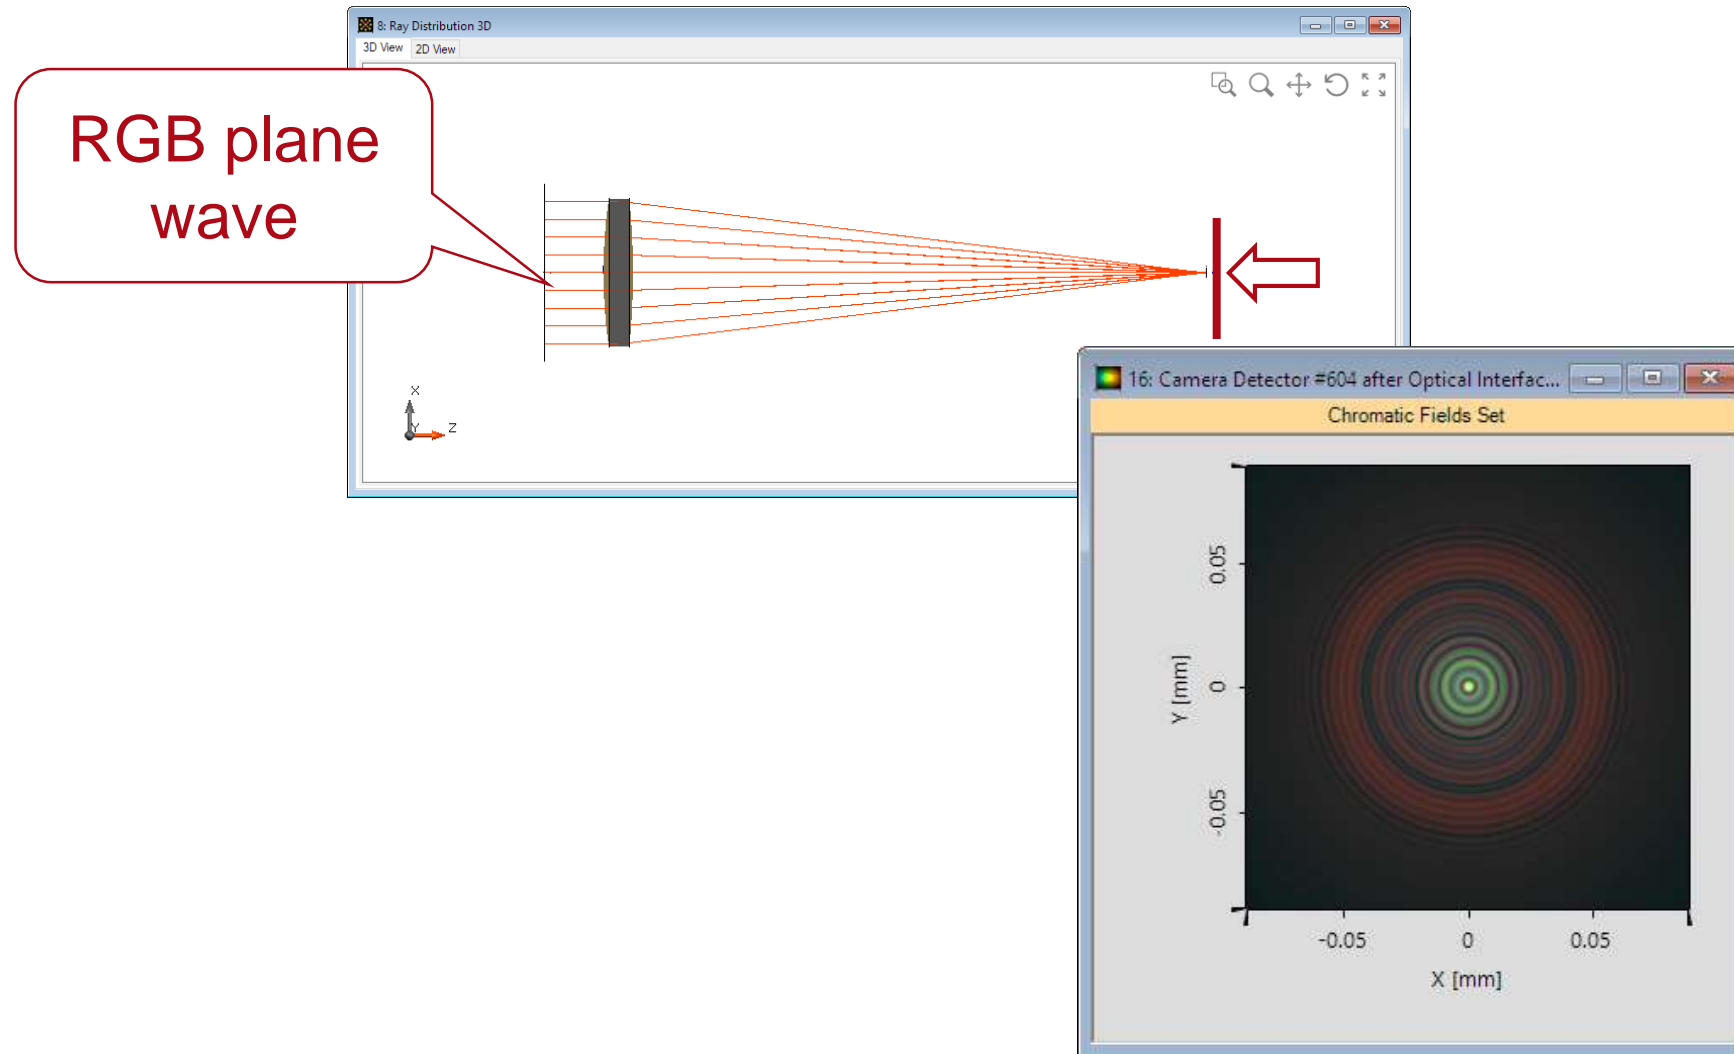 8: Ray Distribution 3D
3D View 2D View
RGB plane
wave
X
Y
Z
16: Camera Detector #604 after Optical Interfac...
Chromatic Fields Set
0.05
0
-0.05
Y [mm]
-0.05 0 0.05
X [mm]